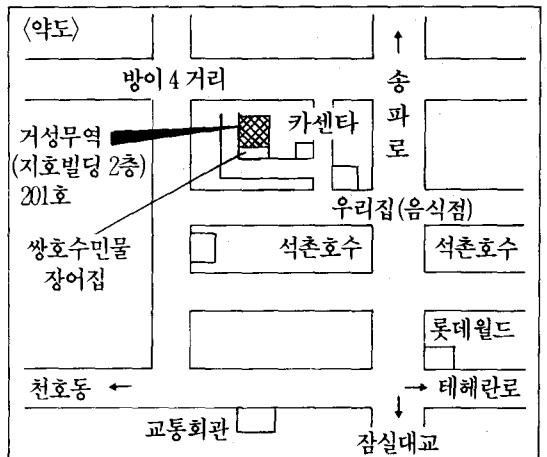 〈약도〉
방이 4 거리
송파로
거성무역
(지호빌딩 2층)
201호
카센타
우리집(음식점)
쌍호수민물
장어집
석촌호수
석촌호수
롯데월드
천호동
테헤란로
교통회관
잠실대교